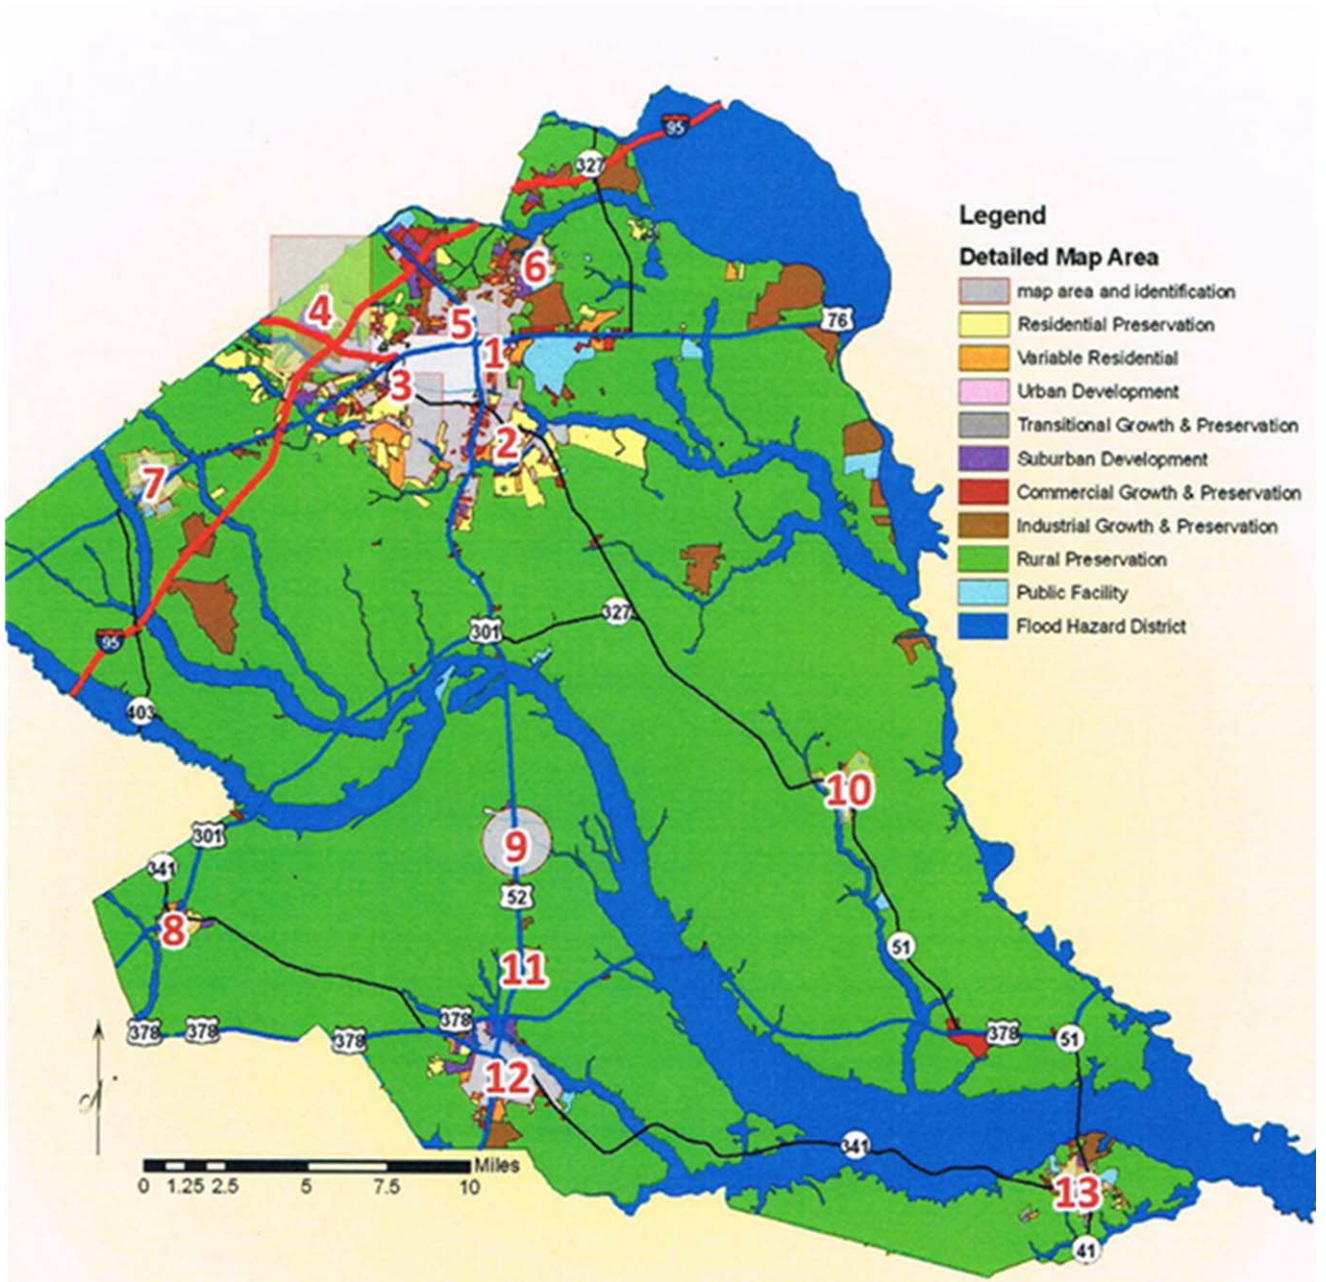 95
327
Legend
Detailed Map Area
map area and identification
Residential Preservation
Variable Residential
Urban Development
Transitional Growth & Preservation
Suburban Development
Commercial Growth & Preservation
Industrial Growth & Preservation
Rural Preservation
Public Facility
Flood Hazard District
6
4
5
76
1
3
2
7
327
301
95
403
10
301
9
341
52
8
51
11
378
378
378
378
378
51
12
341
Miles
0 1.25 2.5 5 7.5 10
13
41